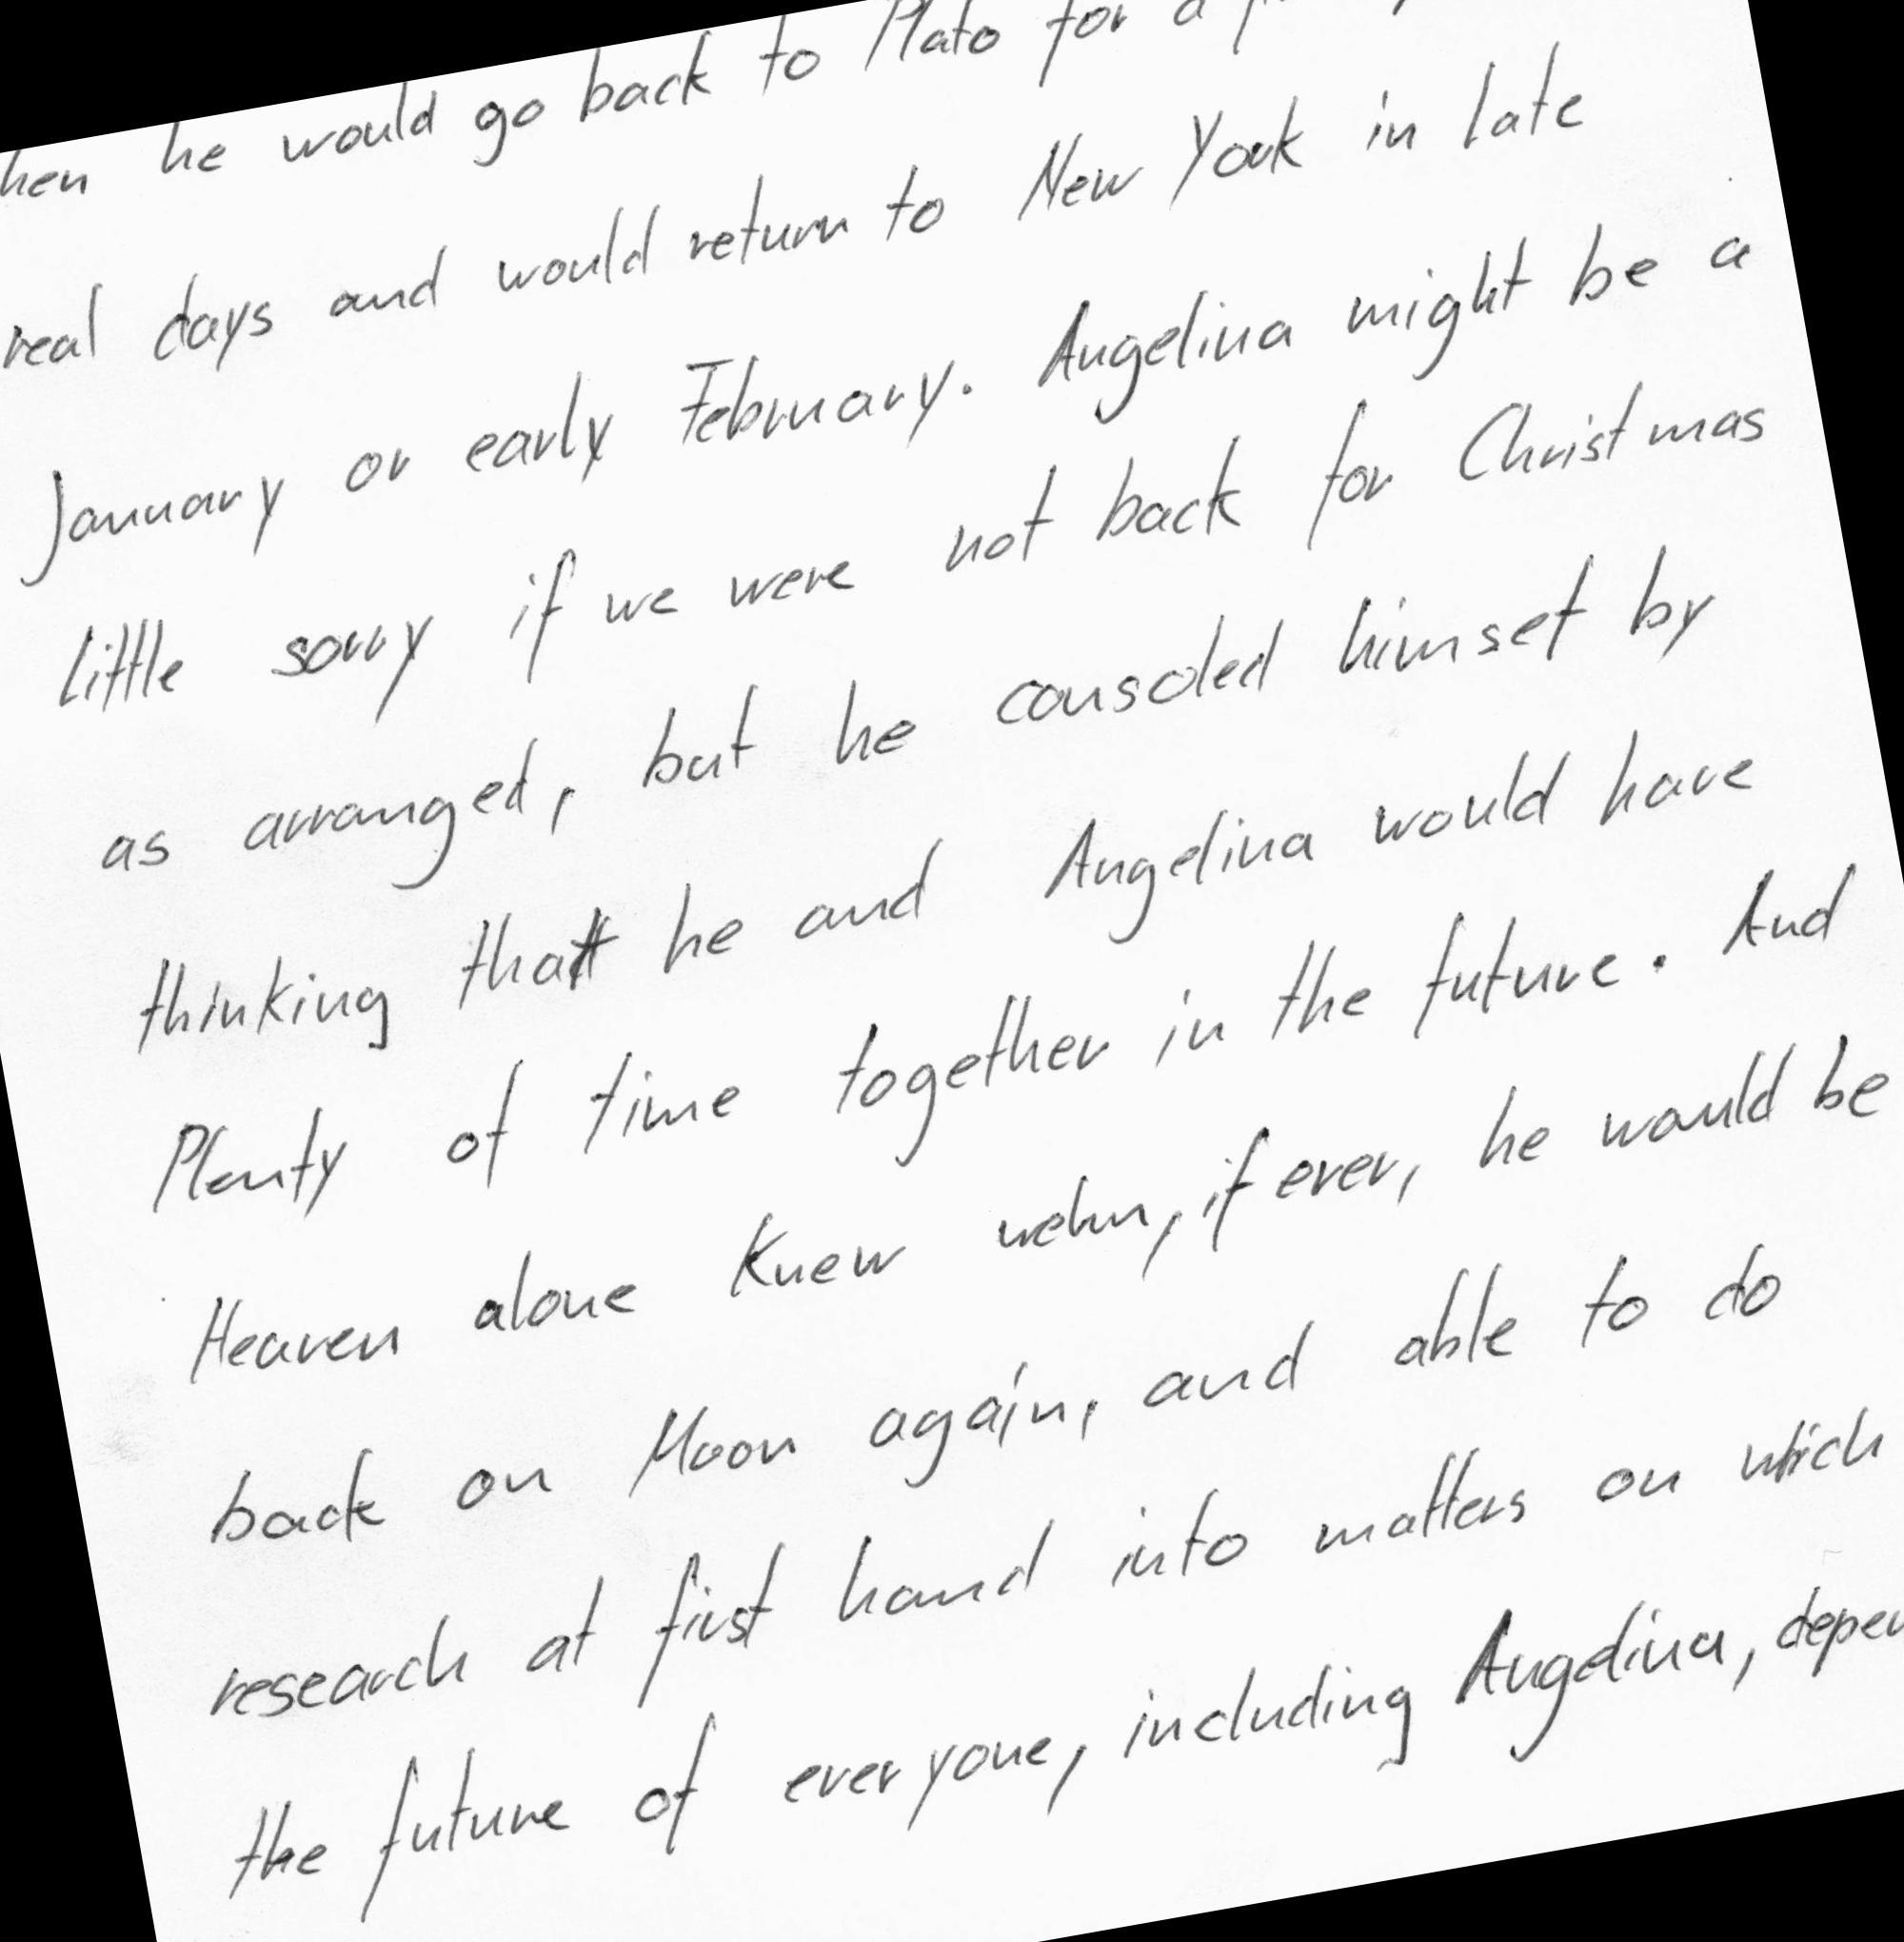 hen he would go back to Plato for a
real days and would return to New York in late
January or early February. Angelina might be a
little sorry if we were not back for Christmas
as arranged, but he consoled himset by
thinking that he and Angelina would have
Plenty of time together in the future. And
Heaven alone knew wehn, if ever, he would be
back on Moon again, and able to do
research at first hand into matters on which
the future of everyone, including Angelina, depen